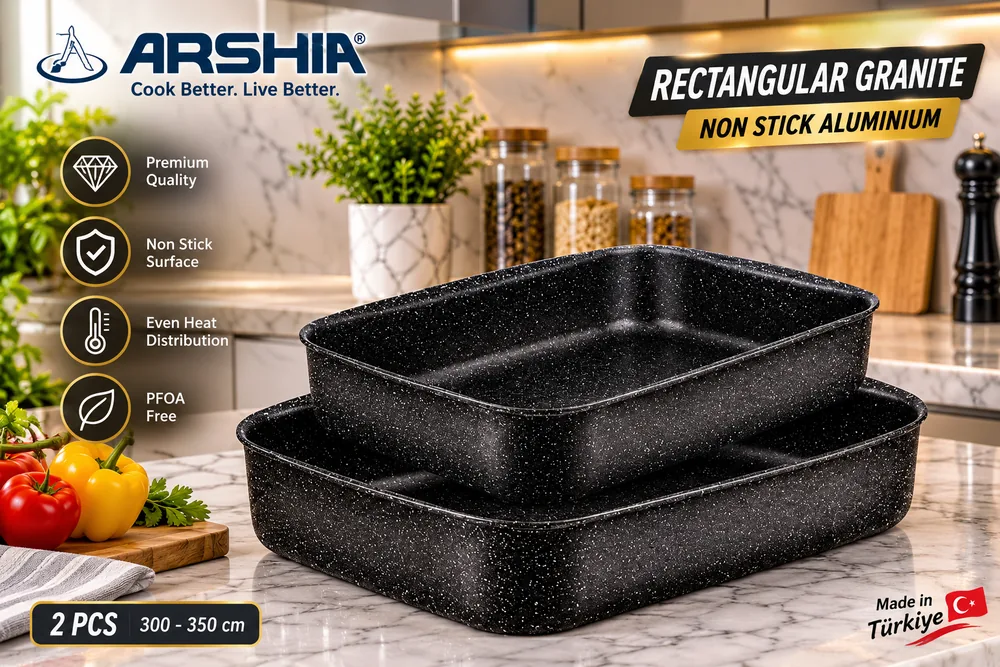 ARSHIA®
Cook Better. Live Better.
RECTANGULAR GRANITE
NON STICK ALUMINIUM
Premium
Quality
Non Stick
Surface
Even Heat
Distribution
PFOA
Free
2 PCS | 300 - 350 cm
Made in
Türkiye